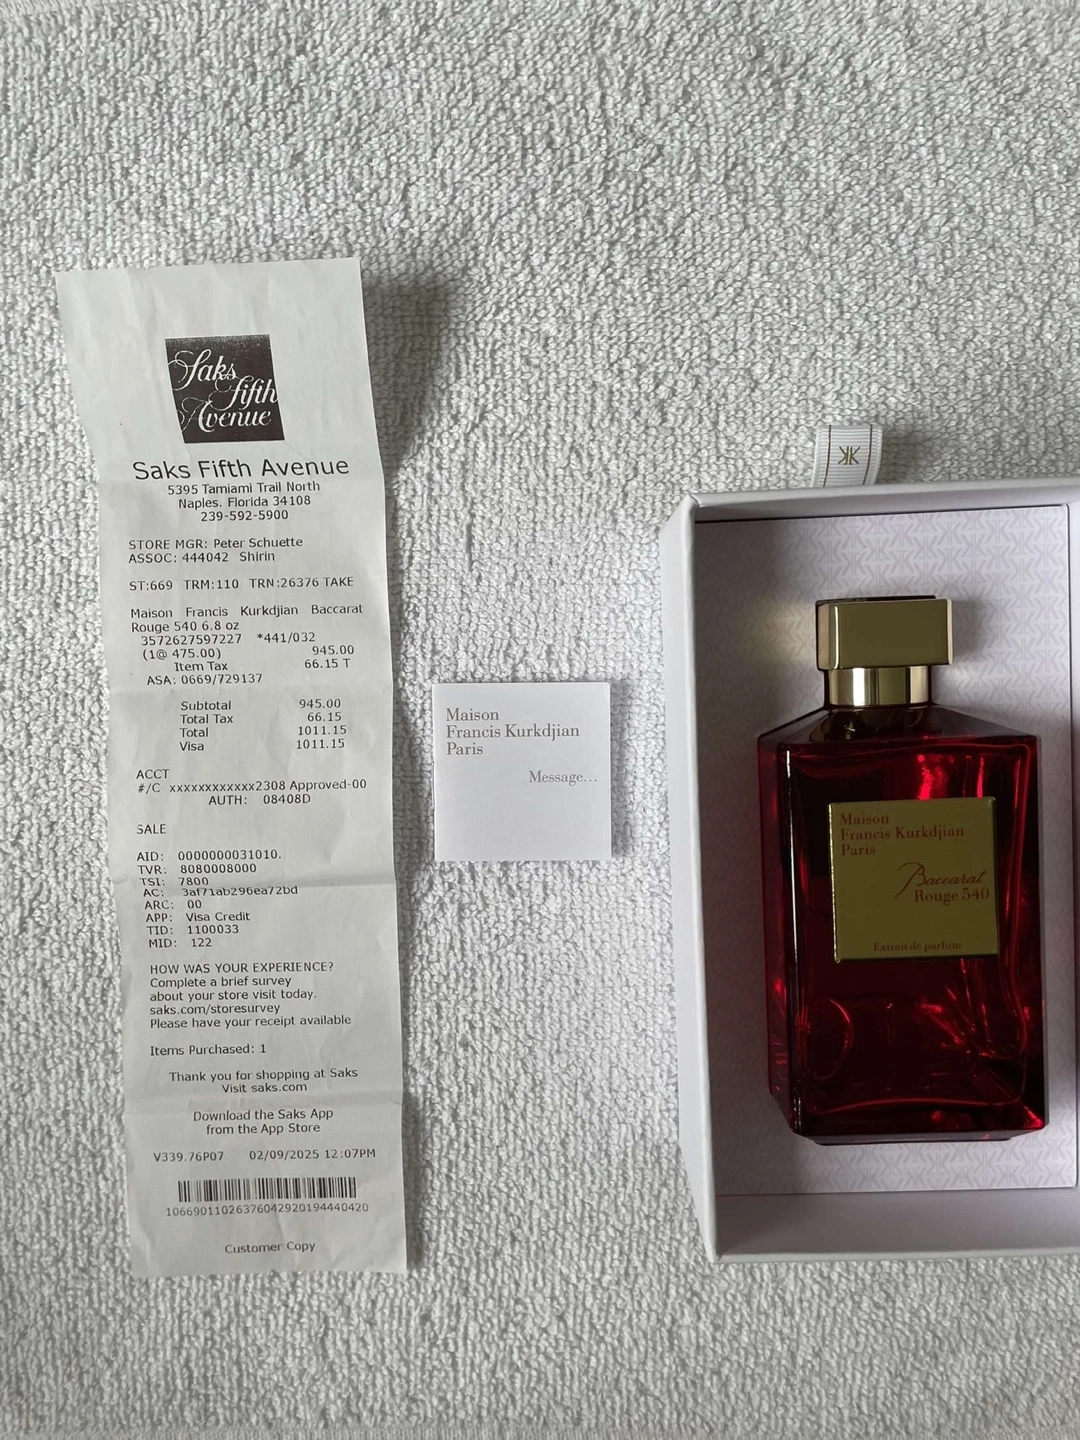 Saks
Fifth
Avenue
Saks Fifth Avenue
5395 Tamiami Trail North
Naples. Florida 34108
239-592-5900
STORE MGR: Peter Schuette
ASSOC: 444042 Shirin
ST:669 TRM:110 TRN:26376 TAKE
Maison Francis Kurkdjian Baccarat
Rouge 540 6.8 oz
3572627597227 *441/032
(1@ 475.00) 945.00
Item Tax 66.15 T
ASA: 0669/729137
Subtotal 945.00
Total Tax 66.15
Total 1011.15
Visa 1011.15
ACCT
#/C xxxxxxxxxxxx2308 Approved-00
AUTH: 08408D
SALE
AID: 0000000031010.
TVR: 8080008000
TSI: 7800
AC: 3af71ab296ea72bd
ARC: 00
APP: Visa Credit
TID: 1100033
MID: 122
HOW WAS YOUR EXPERIENCE?
Complete a brief survey
about your store visit today.
saks.com/storesurvey
Please have your receipt available
Items Purchased: 1
Thank you for shopping at Saks
Visit saks.com
Download the Saks App
from the App Store
V339.76P07 02/09/2025 12:07PM
10669011026376042920194440420
Customer Copy
Maison
Francis Kurkdjian
Paris
Message...
Maison
Francis Kurkdjian
Paris
Baccarat
Rouge 540
Extrait de parfum